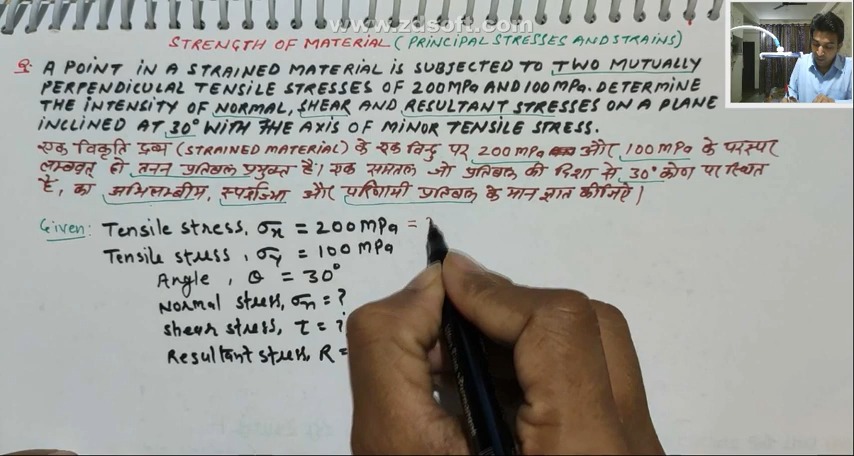 www.zdsoft.com
STRENGTH OF MATERIAL (PRINCIPAL STRESSES AND STRAINS)
Q. A POINT IN A STRAINED MATERIAL IS SUBJECTED TO TWO MUTUALLY
PERPENDICULAR TENSILE STRESSES OF 200MPa AND 100MPa. DETERMINE
THE INTENSITY OF NORMAL, SHEAR AND RESULTANT STRESSES ON A PLANE
INCLINED AT 30° WITH THE AXIS OF MINOR TENSILE STRESS.
एक विकृति द्रव्य (STRAINED MATERIAL) के एक बिन्दु पर 200 MPa और 100 MPa के परस्पर
लम्बवत् दो तनन प्रतिबल प्रयुक्त हैं। एक समतल जो प्रतिबल की दिशा से 30° कोण पर स्थित
है, का अभिलम्बीय, स्पर्शज्या और परिणामी प्रतिबल के मान ज्ञात कीजिए।
Given: Tensile stress, σx = 200 MPa =
Tensile stress, σy = 100 MPa
Angle, θ = 30°
Normal stress, σn = ?
Shear stress, τ = ?
Resultant stress, R =